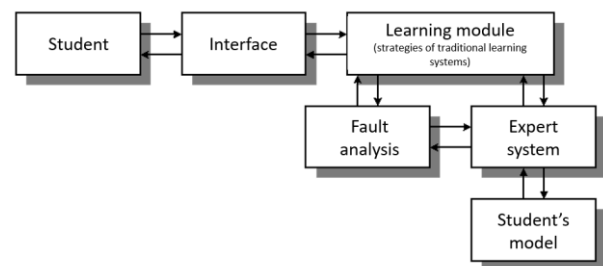 Student
Interface
Learning module
(strategies of traditional learning
systems)
Fault
analysis
Expert
system
Student's
model